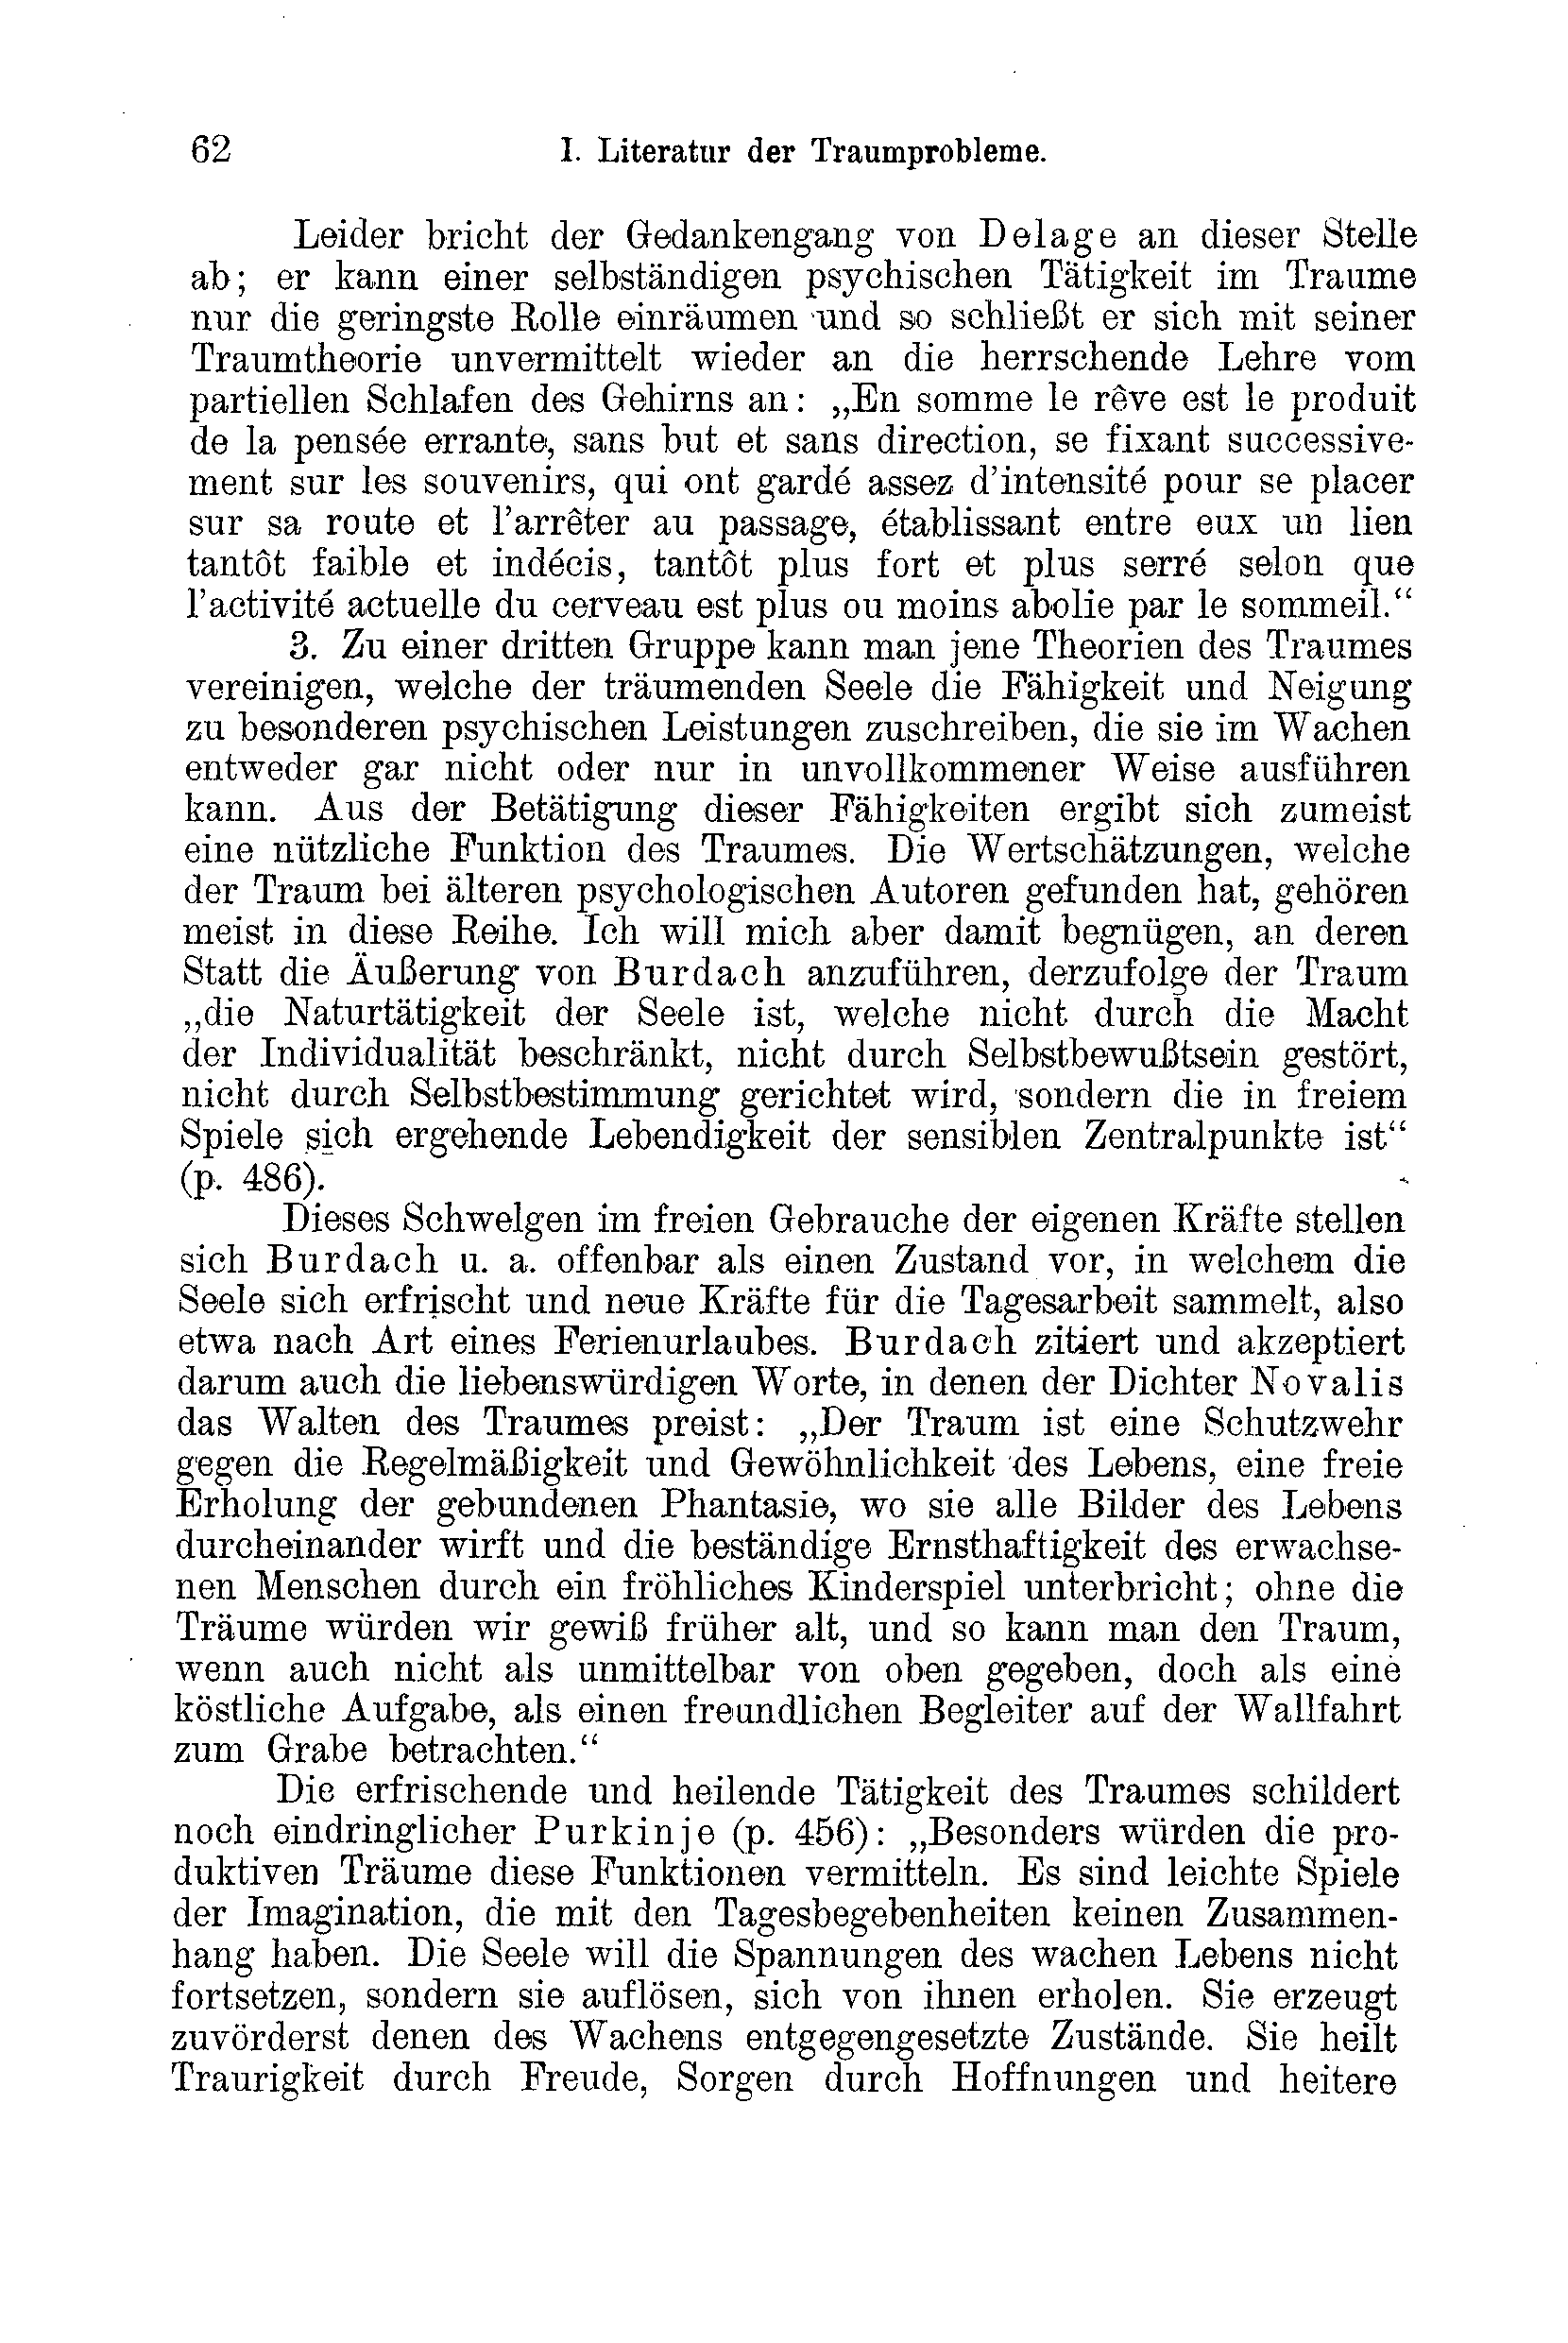 62 I. Literatur der Traumprobleme.
Leider bricht der Gedankengang von Delage an dieser Stelle
ab; er kann einer selbständigen psychischen Tätigkeit im Traume
nur die geringste Rolle einräumen und so schließt er sich mit seiner
Traumtheorie unvermittelt wieder an die herrschende Lehre vom
partiellen Schlafen des Gehirns an: „En somme le rêve est le produit
de la pensée errante, sans but et sans direction, se fixant successive-
ment sur les souvenirs, qui ont gardé assez d'intensité pour se placer
sur sa route et l'arrêter au passage, établissant entre eux un lien
tantôt faible et indécis, tantôt plus fort et plus serré selon que
l'activité actuelle du cerveau est plus ou moins abolie par le sommeil.“
3. Zu einer dritten Gruppe kann man jene Theorien des Traumes
vereinigen, welche der träumenden Seele die Fähigkeit und Neigung
zu besonderen psychischen Leistungen zuschreiben, die sie im Wachen
entweder gar nicht oder nur in unvollkommener Weise ausführen
kann. Aus der Betätigung dieser Fähigkeiten ergibt sich zumeist
eine nützliche Funktion des Traumes. Die Wertschätzungen, welche
der Traum bei älteren psychologischen Autoren gefunden hat, gehören
meist in diese Reihe. Ich will mich aber damit begnügen, an deren
Statt die Äußerung von Burdach anzuführen, derzufolge der Traum
„die Naturtätigkeit der Seele ist, welche nicht durch die Macht
der Individualität beschränkt, nicht durch Selbstbewußtsein gestört,
nicht durch Selbstbestimmung gerichtet wird, sondern die in freiem
Spiele sich ergehende Lebendigkeit der sensiblen Zentralpunkte ist“
(p. 486).
Dieses Schwelgen im freien Gebrauche der eigenen Kräfte stellen
sich Burdach u. a. offenbar als einen Zustand vor, in welchem die
Seele sich erfrischt und neue Kräfte für die Tagesarbeit sammelt, also
etwa nach Art eines Ferienurlaubes. Burdach zitiert und akzeptiert
darum auch die liebenswürdigen Worte, in denen der Dichter Novalis
das Walten des Traumes preist: „Der Traum ist eine Schutzwehr
gegen die Regelmäßigkeit und Gewöhnlichkeit des Lebens, eine freie
Erholung der gebundenen Phantasie, wo sie alle Bilder des Lebens
durcheinander wirft und die beständige Ernsthaftigkeit des erwachse-
nen Menschen durch ein fröhliches Kinderspiel unterbricht; ohne die
Träume würden wir gewiß früher alt, und so kann man den Traum,
wenn auch nicht als unmittelbar von oben gegeben, doch als eine
köstliche Aufgabe, als einen freundlichen Begleiter auf der Wallfahrt
zum Grabe betrachten.“
Die erfrischende und heilende Tätigkeit des Traumes schildert
noch eindringlicher Purkinje (p. 456): „Besonders würden die pro-
duktiven Träume diese Funktionen vermitteln. Es sind leichte Spiele
der Imagination, die mit den Tagesbegebenheiten keinen Zusammen-
hang haben. Die Seele will die Spannungen des wachen Lebens nicht
fortsetzen, sondern sie auflösen, sich von ihnen erholen. Sie erzeugt
zuvörderst denen des Wachens entgegengesetzte Zustände. Sie heilt
Traurigkeit durch Freude, Sorgen durch Hoffnungen und heitere